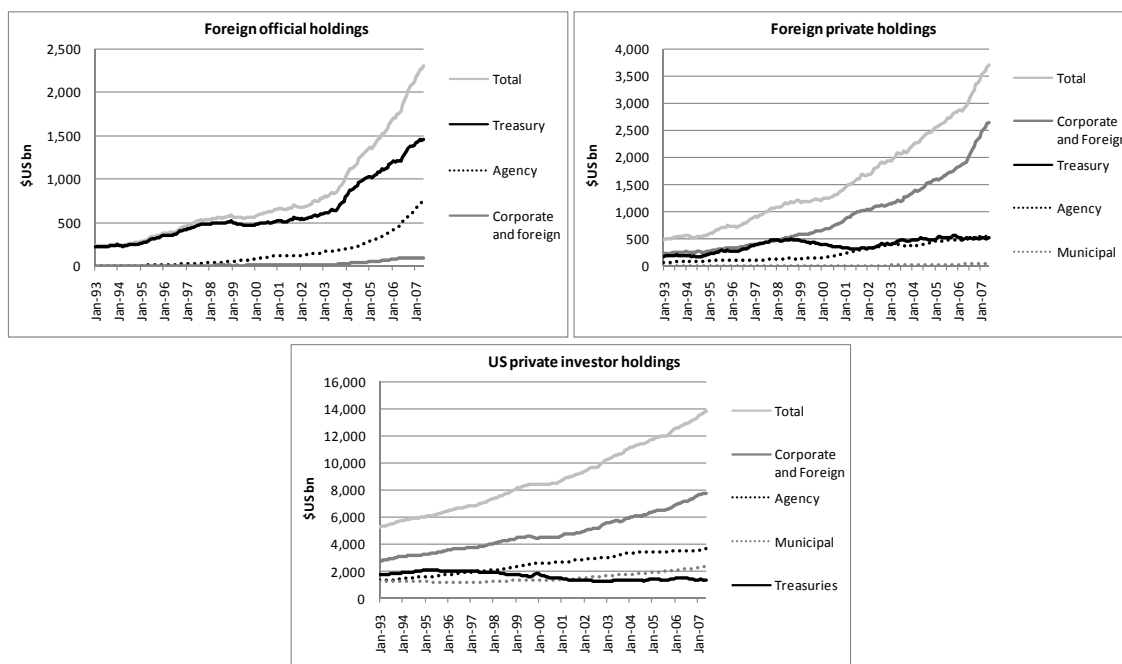 Foreign official holdings
2,500
2,000
1,500
1,000
500
0
$US bn
Jan-93
Jan-94
Jan-95
Jan-96
Jan-97
Jan-98
Jan-99
Jan-00
Jan-01
Jan-02
Jan-03
Jan-04
Jan-05
Jan-06
Jan-07
Total
Treasury
Agency
Corporate
and foreign
Foreign private holdings
4,000
3,500
3,000
2,500
2,000
1,500
1,000
500
0
$US bn
Jan-93
Jan-94
Jan-95
Jan-96
Jan-97
Jan-98
Jan-99
Jan-00
Jan-01
Jan-02
Jan-03
Jan-04
Jan-05
Jan-06
Jan-07
Total
Corporate
and Foreign
Treasury
Agency
Municipal
US private investor holdings
16,000
14,000
12,000
10,000
8,000
6,000
4,000
2,000
0
$US bn
Jan-93
Jan-94
Jan-95
Jan-96
Jan-97
Jan-98
Jan-99
Jan-00
Jan-01
Jan-02
Jan-03
Jan-04
Jan-05
Jan-06
Jan-07
Total
Corporate
and Foreign
Agency
Municipal
Treasuries